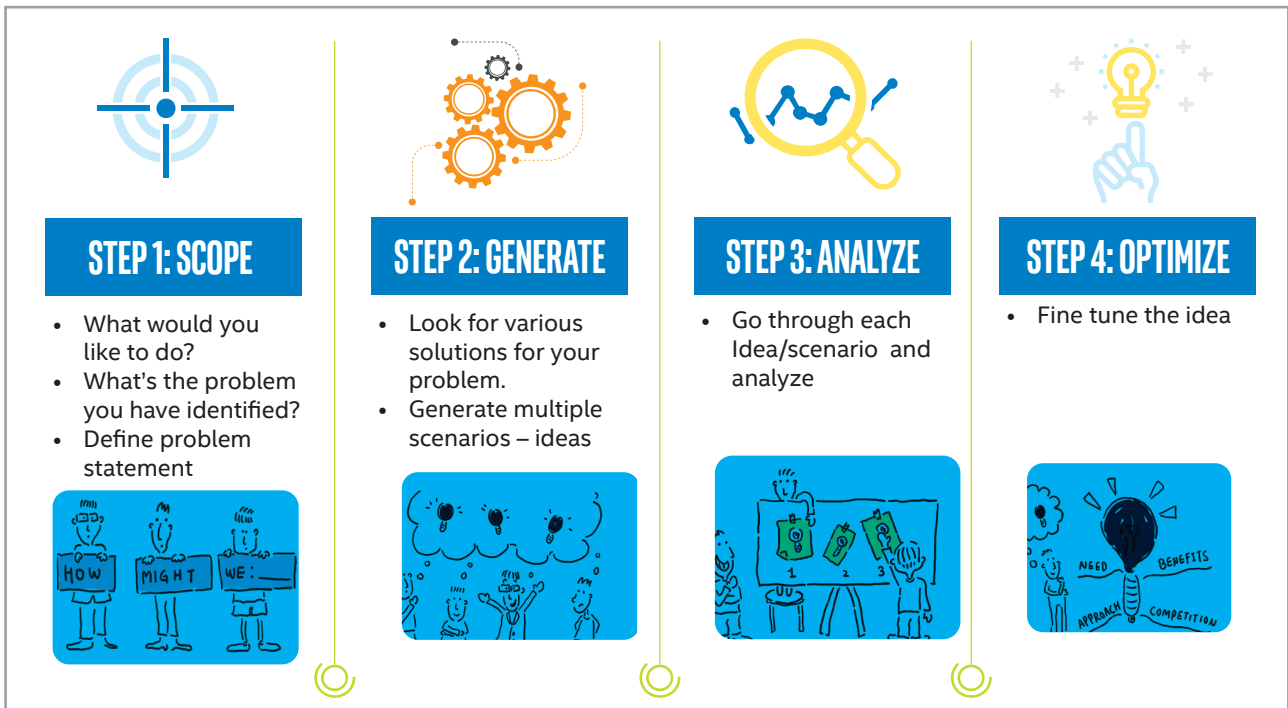 STEP 1: SCOPE
• What would you
like to do?
• What's the problem
you have identified?
• Define problem
statement
HOW
MIGHT
WE:___
STEP 2: GENERATE
• Look for various
solutions for your
problem.
• Generate multiple
scenarios – ideas
STEP 3: ANALYZE
• Go through each
Idea/scenario and
analyze
1
2
3
STEP 4: OPTIMIZE
• Fine tune the idea
NEED
BENEFITS
APPROACH
COMPETITION